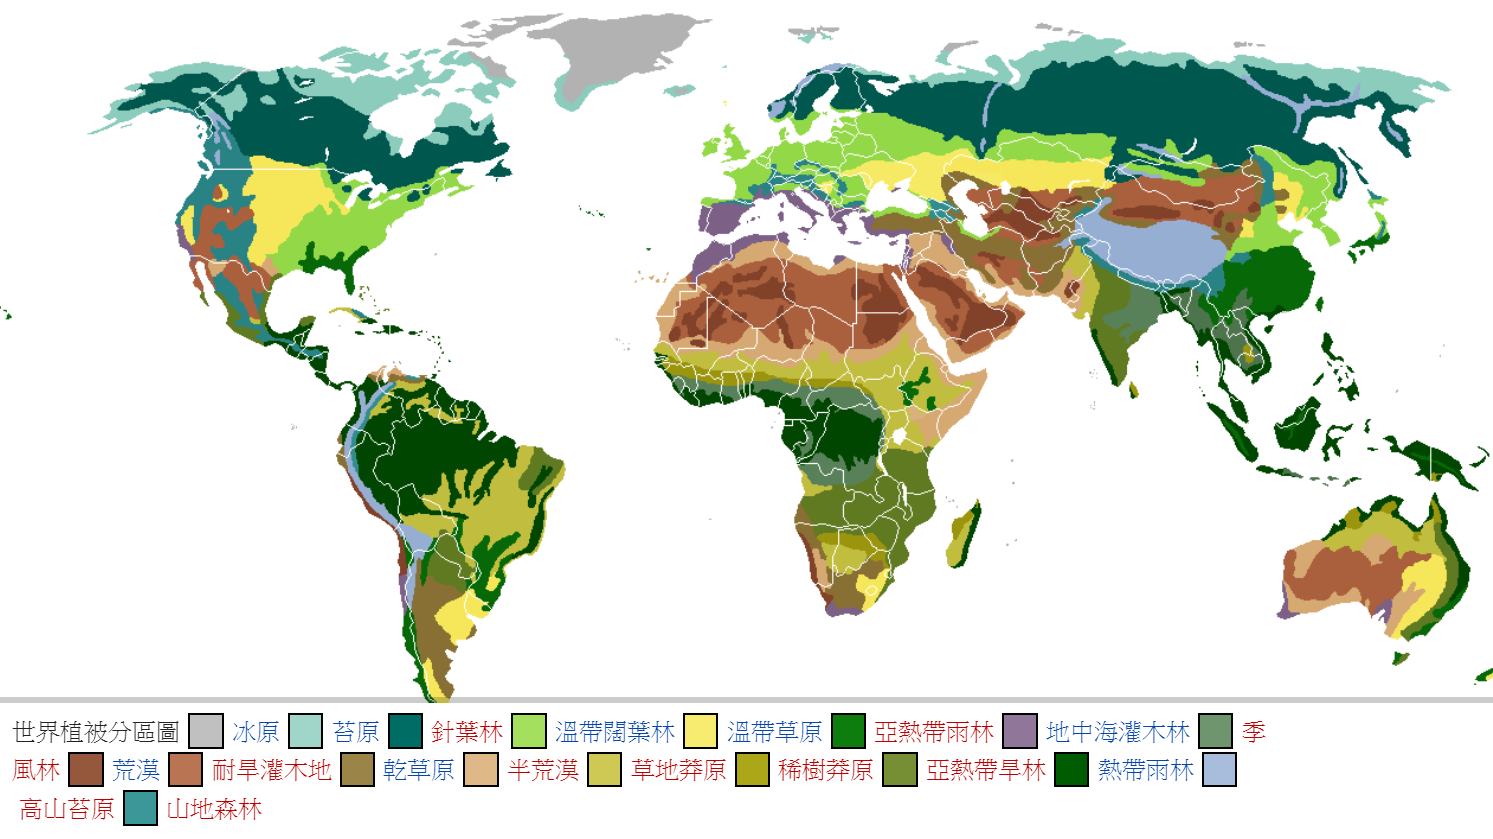 世界植被分區圖 冰原 苔原 針葉林 溫帶闊葉林 溫帶草原 亞熱帶雨林 地中海灌木林 季
風林 荒漠 耐旱灌木地 乾草原 半荒漠 草地莽原 稀樹莽原 亞熱帶旱林 熱帶雨林
高山苔原 山地森林